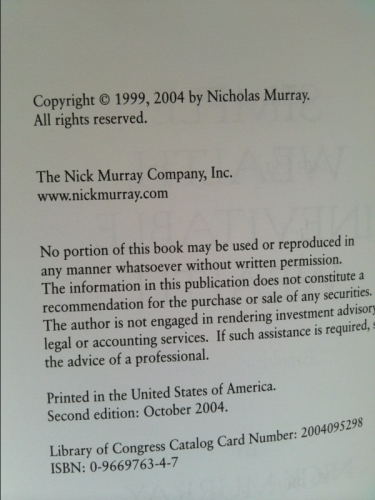 Copyright © 1999, 2004 by Nicholas Murray.
All rights reserved.
The Nick Murray Company, Inc.
www.nickmurray.com
No portion of this book may be used or reproduced in
any manner whatsoever without written permission.
The information in this publication does not constitute a
recommendation for the purchase or sale of any securities.
The author is not engaged in rendering investment advisory
legal or accounting services. If such assistance is required,
the advice of a professional.
Printed in the United States of America.
Second edition: October 2004.
Library of Congress Catalog Card Number: 2004095298
ISBN: 0-9669763-4-7